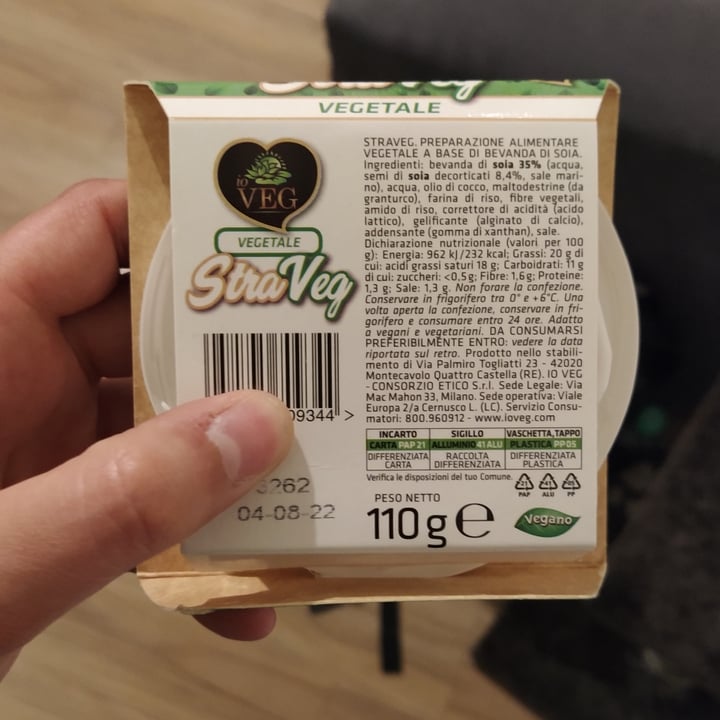 StraVeg
VEGETALE
io
VEG
VEGETALE
StraVeg
09344 >
3262
04-08-22
STRAVEG. PREPARAZIONE ALIMENTARE
VEGETALE A BASE DI BEVANDA DI SOIA.
Ingredienti: bevanda di soia 35% (acqua,
semi di soia decorticati 8,4%, sale mari-
no), acqua, olio di cocco, maltodestrine (da
granturco), farina di riso, fibre vegetali,
amido di riso, correttore di acidità (acido
lattico), gelificante (alginato di calcio),
addensante (gomma di xanthan), sale.
Dichiarazione nutrizionale (valori per 100
g): Energia: 962 kJ/232 kcal; Grassi: 20 g di
cui: acidi grassi saturi 18 g; Carboidrati: 11 g
di cui: zuccheri: <0,5g; Fibre: 1,6g; Proteine:
1,3 g; Sale: 1,3 g. Non forare la confezione.
Conservare in frigorifero tra 0° e +6°C. Una
volta aperta la confezione, conservare in fri-
gorifero e consumare entro 24 ore. Adatto
a vegani e vegetariani. DA CONSUMARSI
PREFERIBILMENTE ENTRO: vedere la data
riportata sul retro. Prodotto nello stabili-
mento di Via Palmiro Togliatti 23 - 42020
Montecavolo Quattro Castella (RE). IO VEG
- CONSORZIO ETICO S.r.l. Sede Legale: Via
Mac Mahon 33, Milano. Sede operativa: Viale
Europa 2/a Cernusco L. (LC). Servizio Consu-
matori: 800.960912 - www.ioveg.com
INCARTO SIGILLO VASCHETTA,TAPPO
CARTA PAP 21 ALLUMINIO 41 ALU PLASTICA PP 05
DIFFERENZIATA RACCOLTA DIFFERENZIATA
CARTA DIFFERENZIATA PLASTICA
Verifica le disposizioni del tuo Comune.
PAP ALU PP
PESO NETTO
110 g e
Vegano